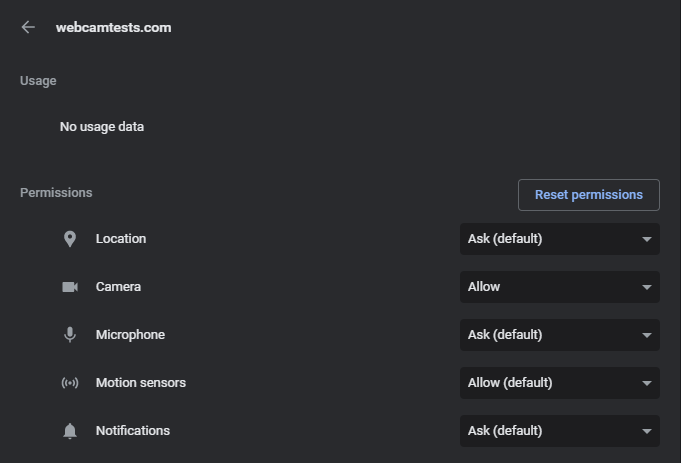 webcamtests.com
Usage
No usage data
Permissions
Reset permissions
Location
Ask (default)
Camera
Allow
Microphone
Ask (default)
Motion sensors
Allow (default)
Notifications
Ask (default)